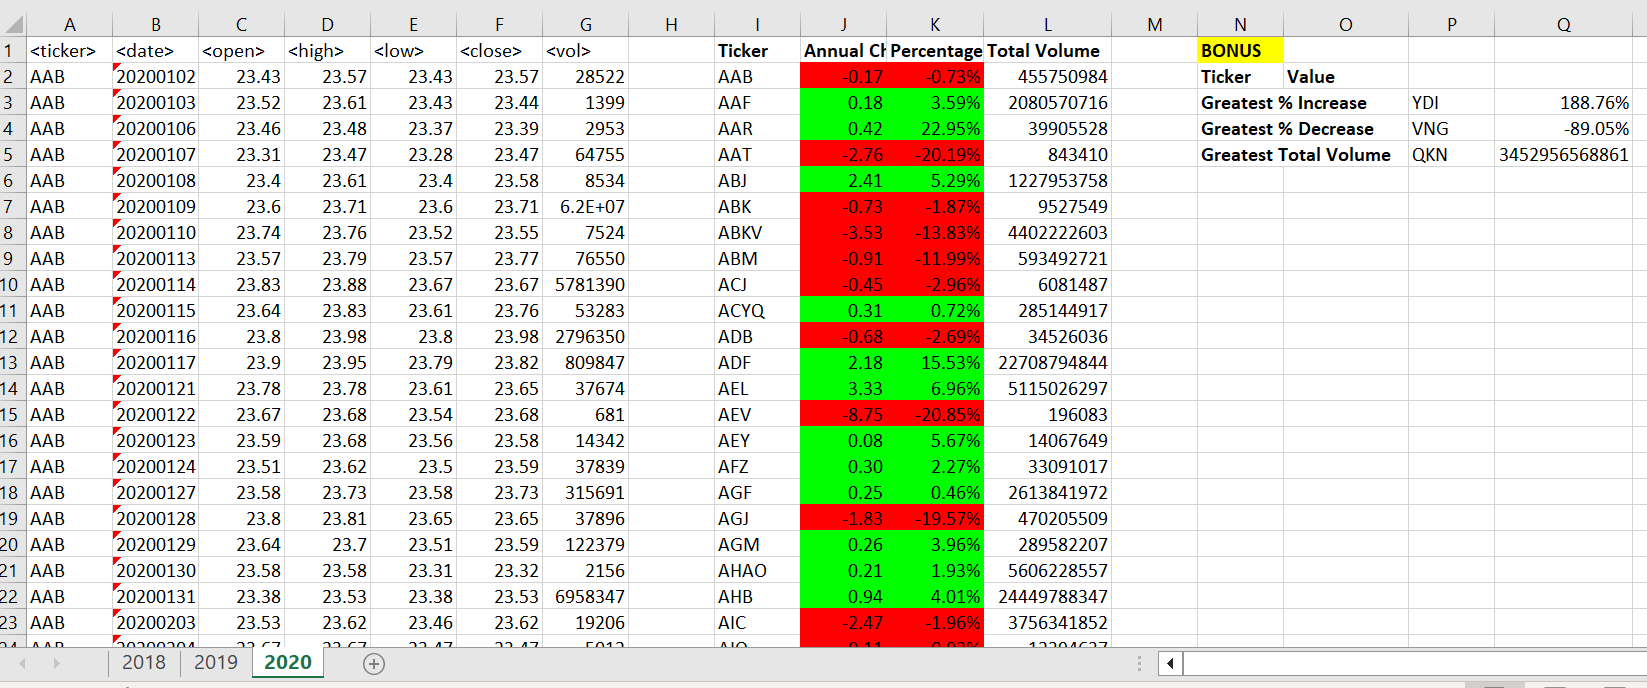 A B C D E F G H I J K L M N O P Q
1 <ticker> <date> <open> <high> <low> <close> <vol> Ticker Annual Ch Percentage Total Volume BONUS
2 AAB 20200102 23.43 23.57 23.43 23.57 28522 AAB -0.17 -0.73% 455750984 Ticker Value
3 AAB 20200103 23.52 23.61 23.43 23.44 1399 AAF 0.18 3.59% 2080570716 Greatest % Increase YDI 188.76%
4 AAB 20200106 23.46 23.48 23.37 23.39 2953 AAR 0.42 22.95% 39905528 Greatest % Decrease VNG -89.05%
5 AAB 20200107 23.31 23.47 23.28 23.47 64755 AAT -2.76 -20.19% 843410 Greatest Total Volume QKN 3452956568861
6 AAB 20200108 23.4 23.61 23.4 23.58 8534 ABJ 2.41 5.29% 1227953758
7 AAB 20200109 23.6 23.71 23.6 23.71 6.2E+07 ABK -0.73 -1.87% 9527549
8 AAB 20200110 23.74 23.76 23.52 23.55 7524 ABKV -3.53 -13.83% 4402222603
9 AAB 20200113 23.57 23.79 23.57 23.77 76550 ABM -0.91 -11.99% 593492721
10 AAB 20200114 23.83 23.88 23.67 23.67 5781390 ACJ -0.45 -2.96% 6081487
11 AAB 20200115 23.64 23.83 23.61 23.76 53283 ACYQ 0.31 0.72% 285144917
12 AAB 20200116 23.8 23.98 23.8 23.98 2796350 ADB -0.68 -2.69% 34526036
13 AAB 20200117 23.9 23.95 23.79 23.82 809847 ADF 2.18 15.53% 22708794844
14 AAB 20200121 23.78 23.78 23.61 23.65 37674 AEL 3.33 6.96% 5115026297
15 AAB 20200122 23.67 23.68 23.54 23.68 681 AEV -8.75 -20.85% 196083
16 AAB 20200123 23.59 23.68 23.56 23.58 14342 AEY 0.08 5.67% 14067649
17 AAB 20200124 23.51 23.62 23.5 23.59 37839 AFZ 0.30 2.27% 33091017
18 AAB 20200127 23.58 23.73 23.58 23.73 315691 AGF 0.25 0.46% 2613841972
19 AAB 20200128 23.8 23.81 23.65 23.65 37896 AGJ -1.83 -19.57% 470205509
20 AAB 20200129 23.64 23.7 23.51 23.59 122379 AGM 0.26 3.96% 289582207
21 AAB 20200130 23.58 23.58 23.31 23.32 2156 AHAO 0.21 1.93% 5606228557
22 AAB 20200131 23.38 23.53 23.38 23.53 6958347 AHB 0.94 4.01% 24449788347
23 AAB 20200203 23.53 23.62 23.46 23.62 19206 AIC -2.47 -1.96% 3756341852
2018 2019 2020